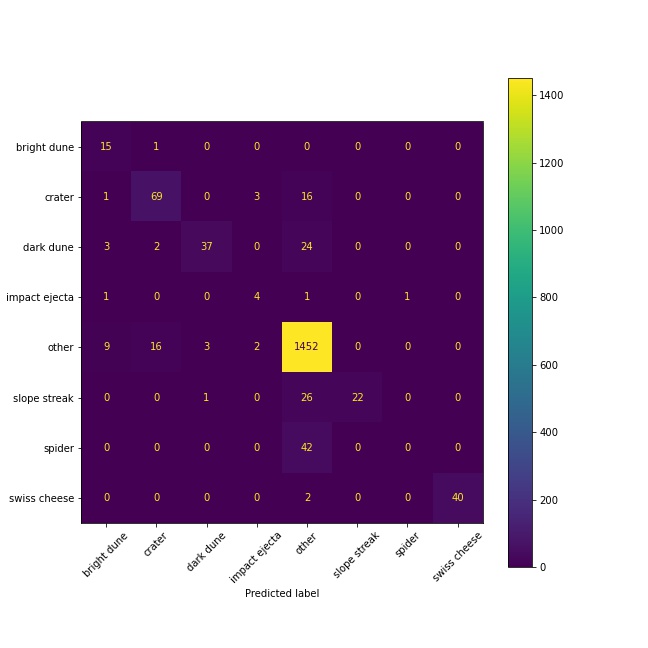 bright dune 15 1 0 0 0 0 0 0
crater 1 69 0 3 16 0 0 0
dark dune 3 2 37 0 24 0 0 0
impact ejecta 1 0 0 4 1 0 1 0
other 9 16 3 2 1452 0 0 0
slope streak 0 0 1 0 26 22 0 0
spider 0 0 0 0 42 0 0 0
swiss cheese 0 0 0 0 2 0 0 40
bright dune crater dark dune impact ejecta other slope streak spider swiss cheese
Predicted label
1400
1200
1000
800
600
400
200
0